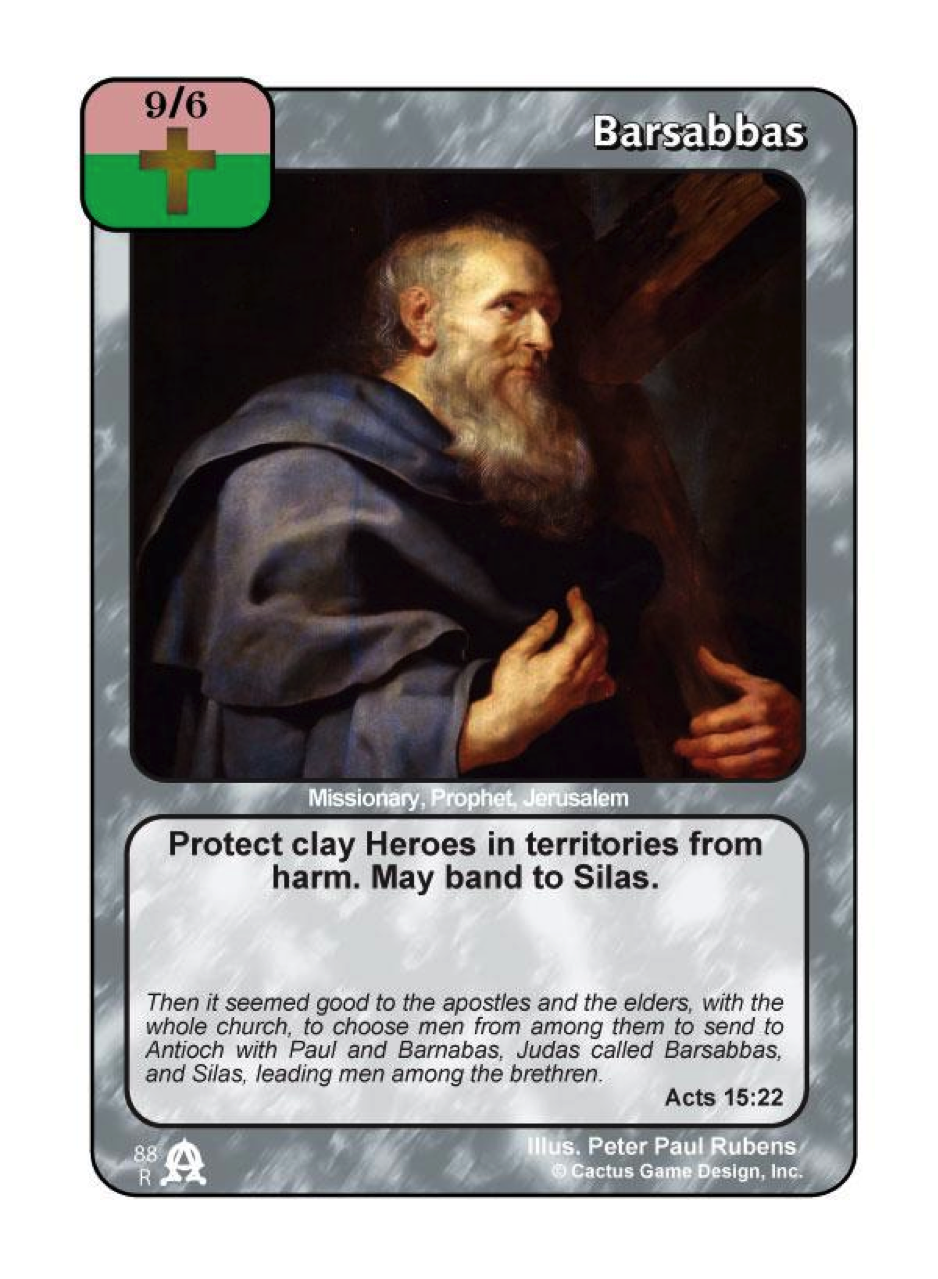 9/6
Barsabbas
Missionary, Prophet, Jerusalem
Protect clay Heroes in territories from
harm. May band to Silas.
Then it seemed good to the apostles and the elders, with the
whole church, to choose men from among them to send to
Antioch with Paul and Barnabas, Judas called Barsabbas,
and Silas, leading men among the brethren.
Acts 15:22
88
R
Illus. Peter Paul Rubens
© Cactus Game Design, Inc.